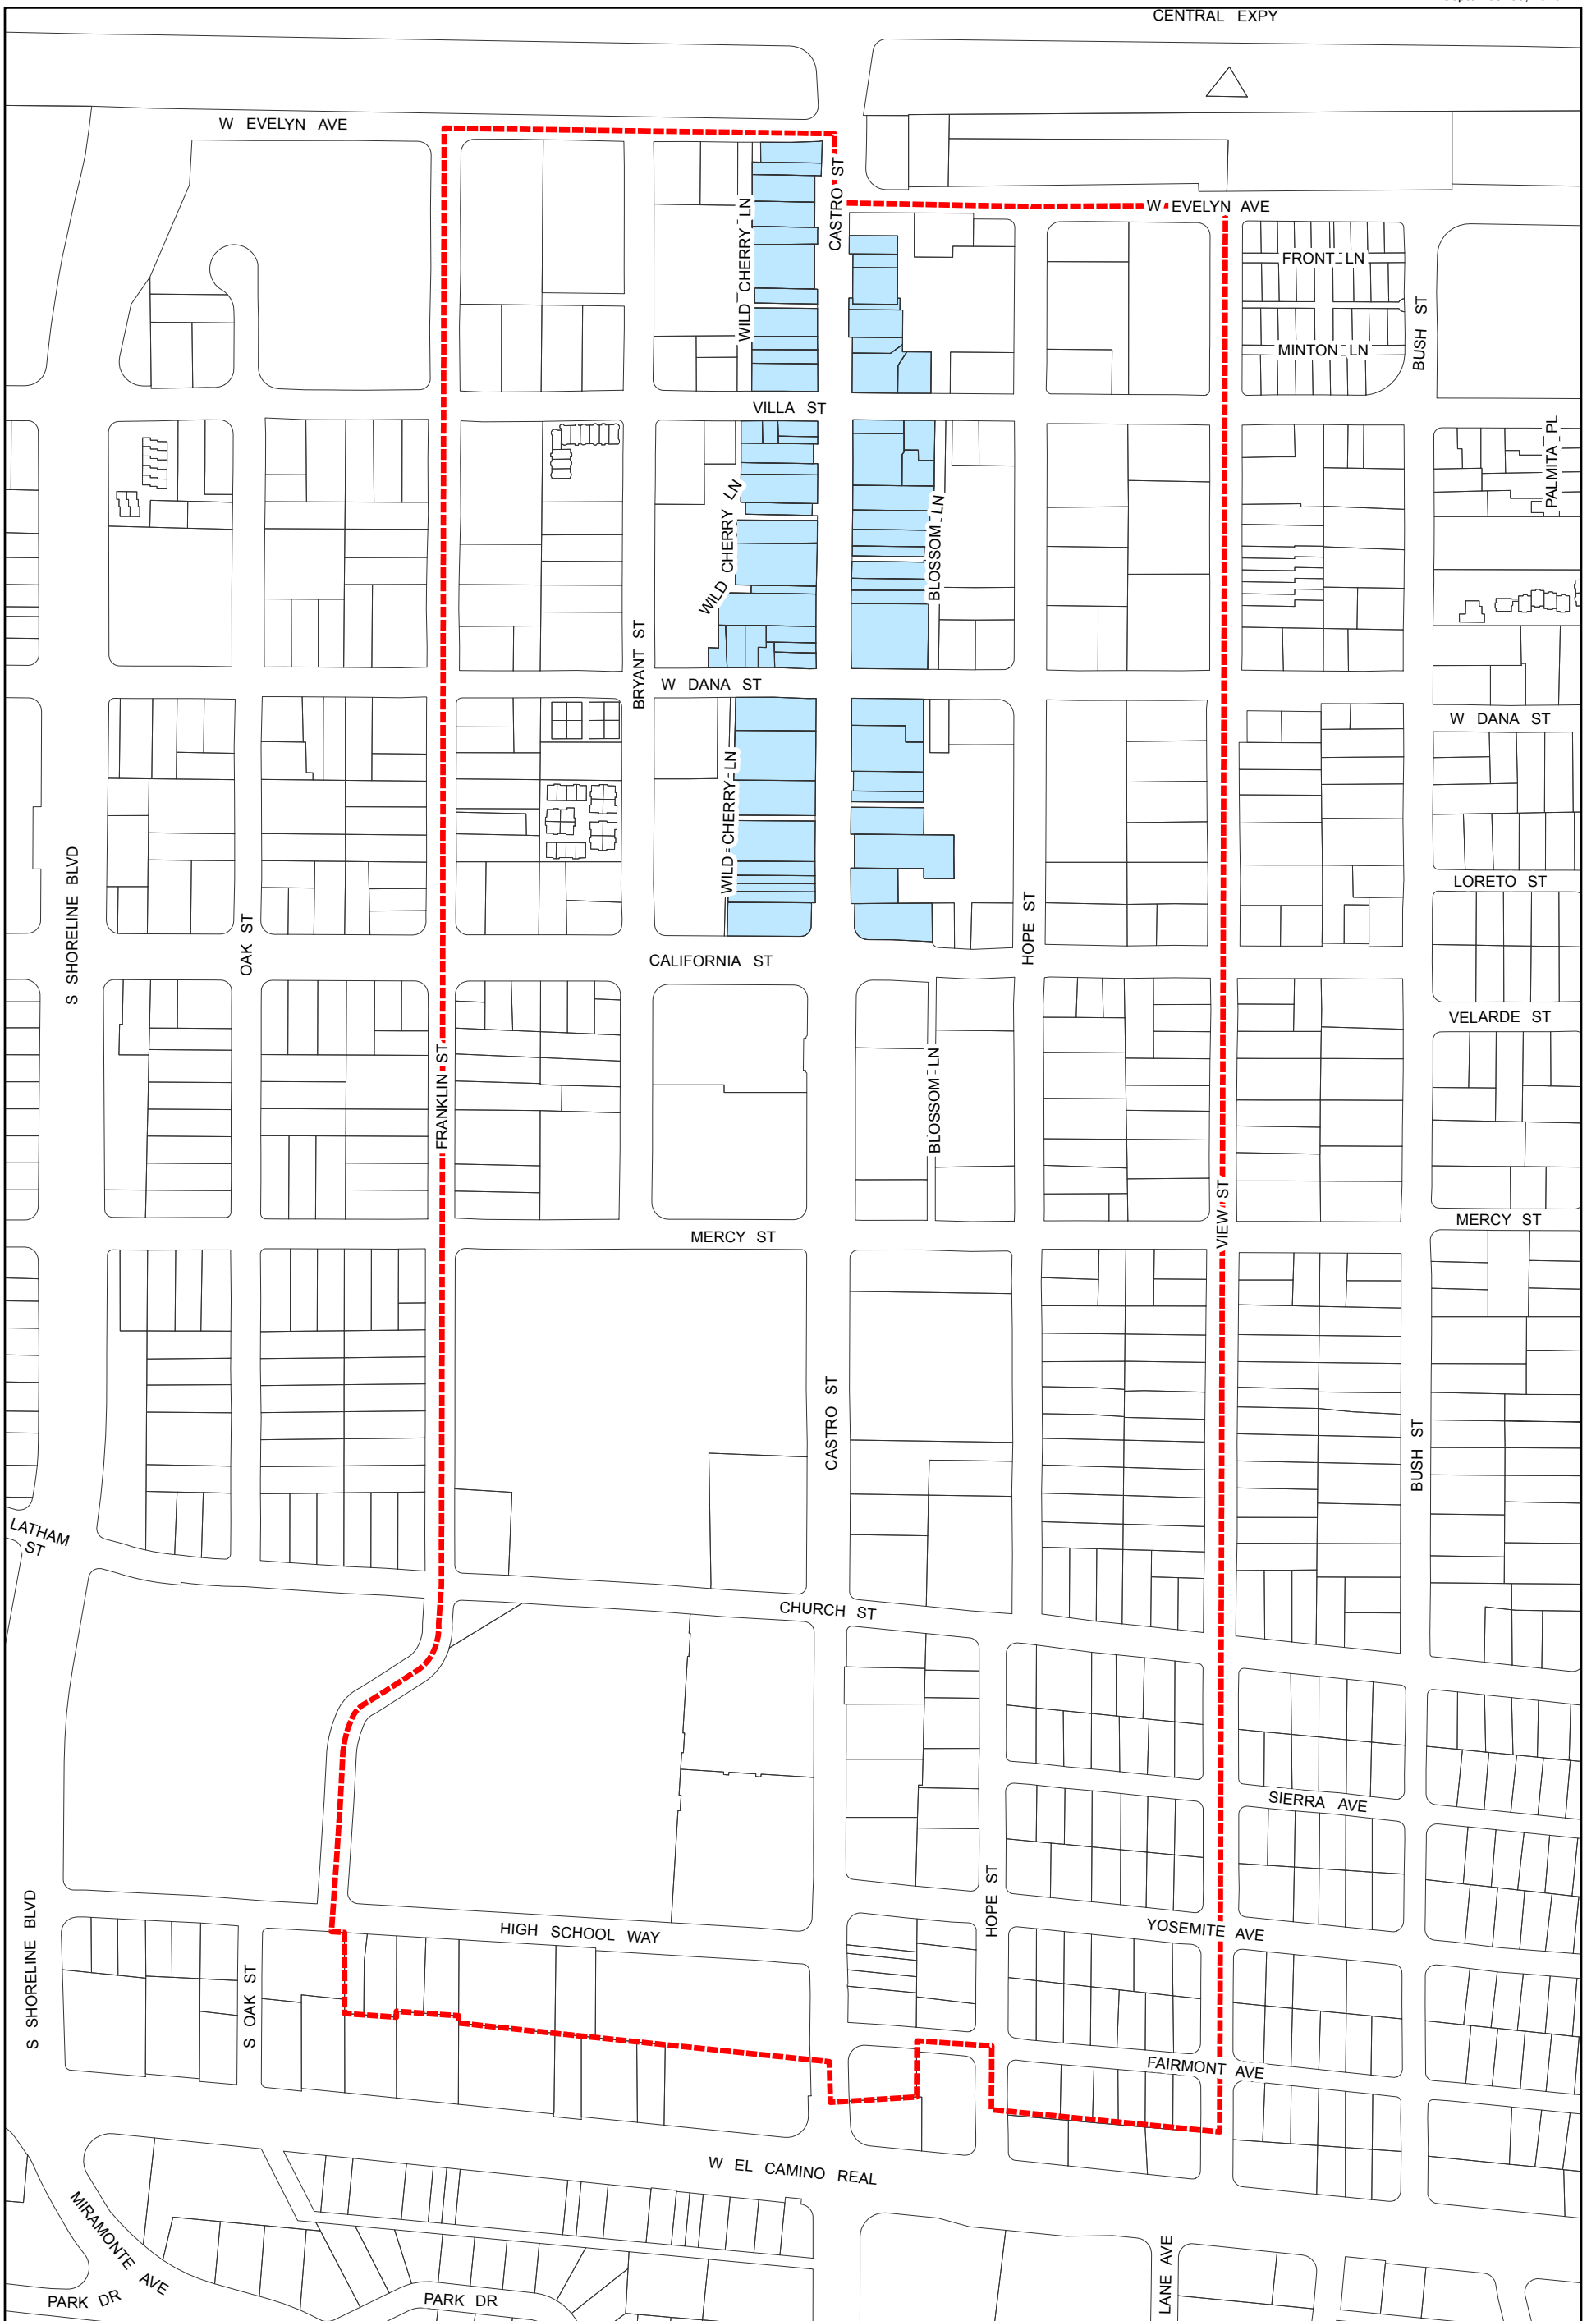 CENTRAL EXPY
W EVELYN AVE
CASTRO ST
W EVELYN AVE
WILD CHERRY LN
FRONT LN
BUSH ST
MINTON LN
VILLA ST
PALMITA PL
WILD CHERRY LN
BLOSSOM LN
BRYANT ST
W DANA ST
W DANA ST
WILD CHERRY LN
S SHORELINE BLVD
LORETO ST
OAK ST
HOPE ST
CALIFORNIA ST
VELARDE ST
FRANKLIN ST
BLOSSOM LN
VIEW ST
MERCY ST
MERCY ST
CASTRO ST
BUSH ST
LATHAM
ST
CHURCH ST
SIERRA AVE
S SHORELINE BLVD
HOPE ST
HIGH SCHOOL WAY
YOSEMITE AVE
S OAK ST
FAIRMONT AVE
W EL CAMINO REAL
MIRAMONTE AVE
LANE AVE
PARK DR
PARK DR